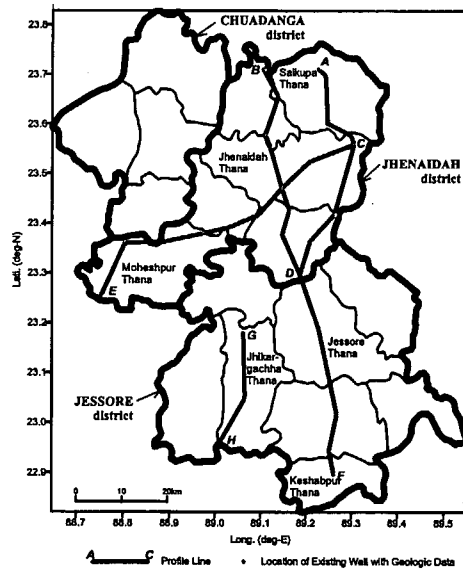 CHUADANGA
district
23.8
23.7
23.6
23.5
23.4
23.3
23.2
23.1
23.0
22.9
Lati. (deg-N)
B
Salkupa
Thana
A
Jhenaidah
Thana
C
JHENAIDAH
district
Moheshpur
Thana
E
D
G
Jhikar-
gachha
Thana
Jessore
Thana
JESSORE
district
H
F
Keshabpur
Thana
0 10 20km
88.7 88.8 88.9 89.0 89.1 89.2 89.3 89.4 89.5
Long. (deg-E)
A C Profile Line
Location of Existing Well with Geologic Data